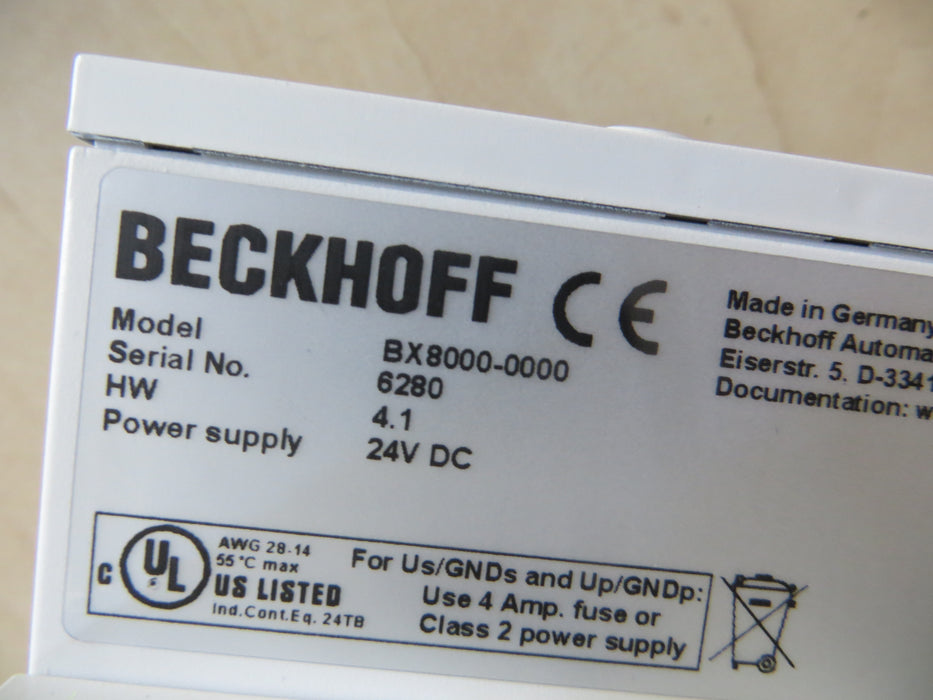 BECKHOFF CE
Model BX8000-0000
Serial No. 6280
HW 4.1
Power supply 24V DC
Made in Germany
Beckhoff
Eiserstr. 5, D-3341
Documentation:
C UL US LISTED
AWG 28-14
55°C max
Ind.Cont.Eq. 24TB
For Us/GNDs and Up/GNDp:
Use 4 Amp. fuse or
Class 2 power supply